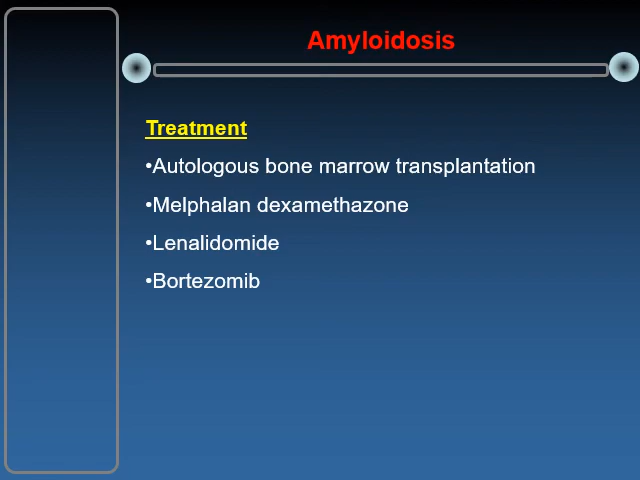 Amyloidosis
Treatment
•Autologous bone marrow transplantation
•Melphalan dexamethazone
•Lenalidomide
•Bortezomib